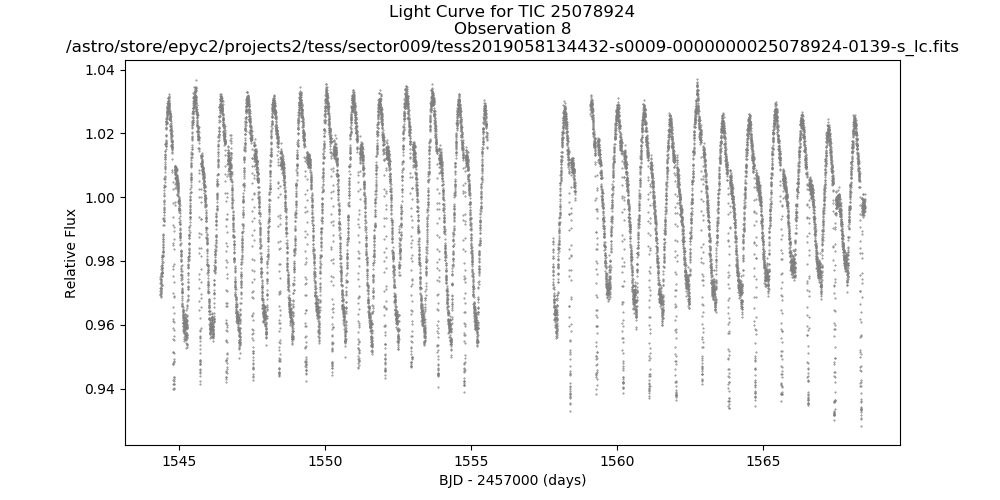 Light Curve for TIC 25078924
Observation 8
/astro/store/epyc2/projects2/tess/sector009/tess2019058134432-s0009-0000000025078924-0139-s_lc.fits
1.04
1.02
1.00
0.98
0.96
0.94
Relative Flux
1545
1550
1555
1560
1565
BJD - 2457000 (days)